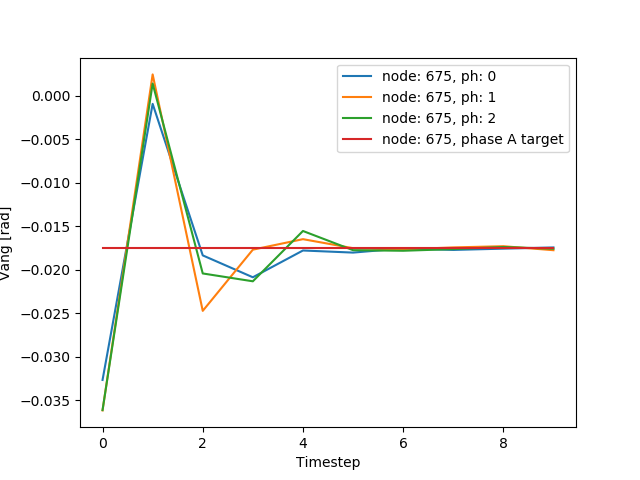 node: 675, ph: 0
node: 675, ph: 1
node: 675, ph: 2
node: 675, phase A target
0.000
−0.005
−0.010
−0.015
−0.020
−0.025
−0.030
−0.035
Vang [rad]
0 2 4 6 8
Timestep